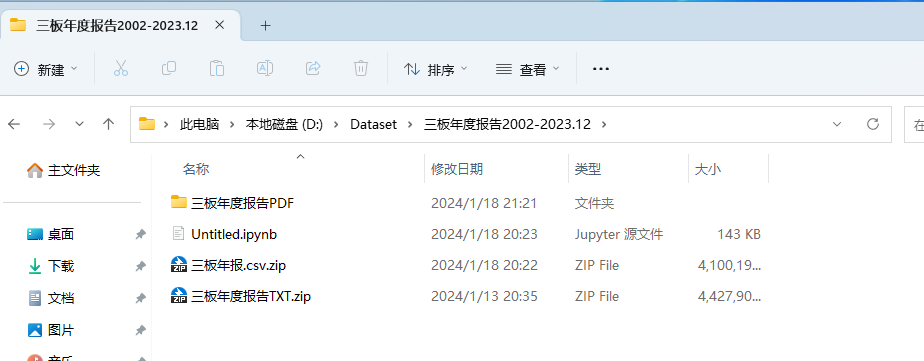 三板年度报告2002-2023.12
新建 排序 查看
此电脑 本地磁盘 (D:) Dataset 三板年度报告2002-2023.12 在
主文件夹
桌面
下载
文档
图片
音乐
名称 修改日期 类型 大小
三板年度报告PDF 2024/1/18 21:21 文件夹
Untitled.ipynb 2024/1/18 20:23 Jupyter 源文件 143 KB
三板年报.csv.zip 2024/1/18 20:22 ZIP File 4,100,19...
三板年度报告TXT.zip 2024/1/13 20:35 ZIP File 4,427,90...